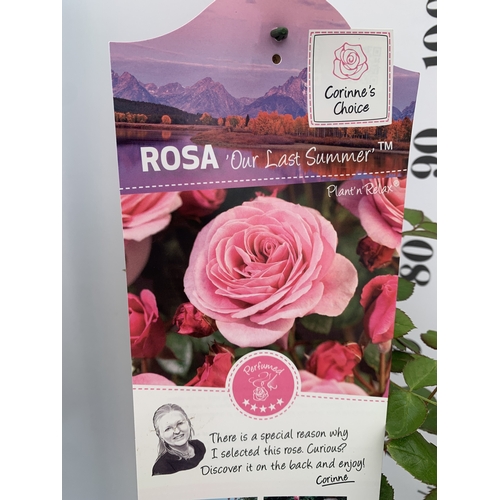 Corinne's
Choice
ROSA 'Our Last Summer'™
Plant'n'Relax®
Perfumed
There is a special reason why
I selected this rose. Curious?
Discover it on the back and enjoy!
Corinne
100
90
80